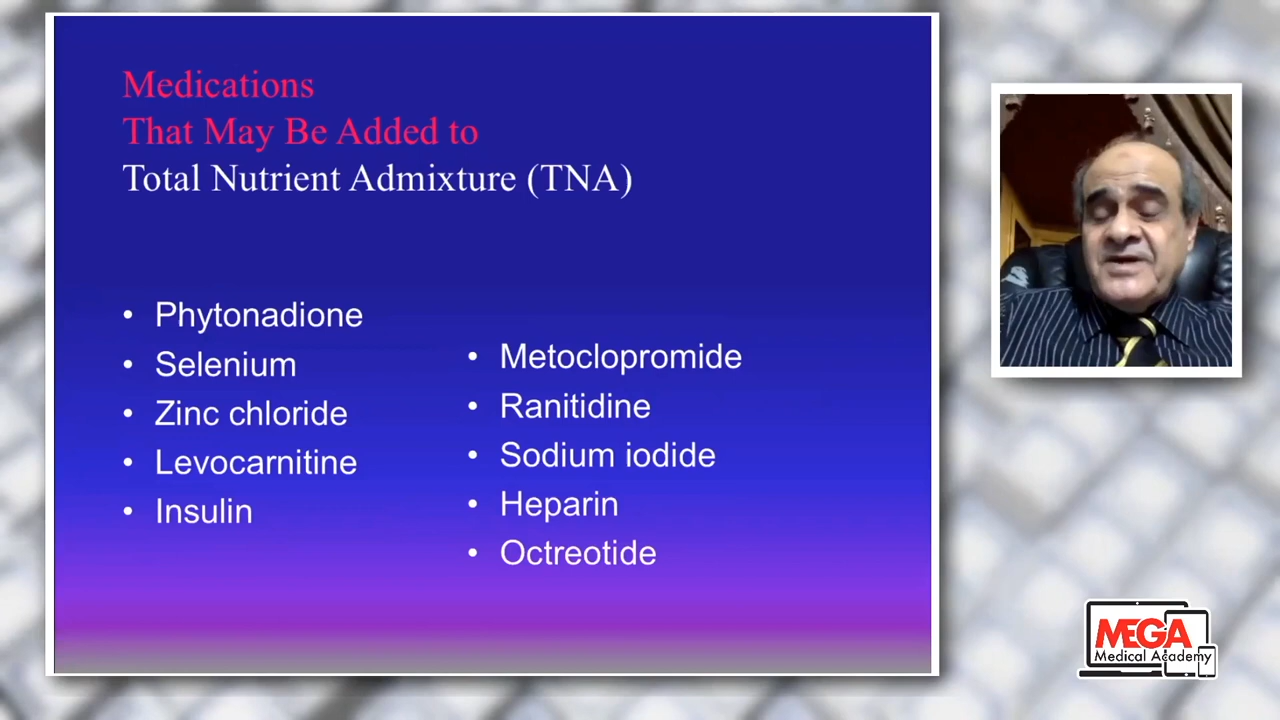 Medications
That May Be Added to
Total Nutrient Admixture (TNA)
• Phytonadione
• Selenium
• Zinc chloride
• Levocarnitine
• Insulin
• Metoclopromide
• Ranitidine
• Sodium iodide
• Heparin
• Octreotide
MEGA
Medical Academy